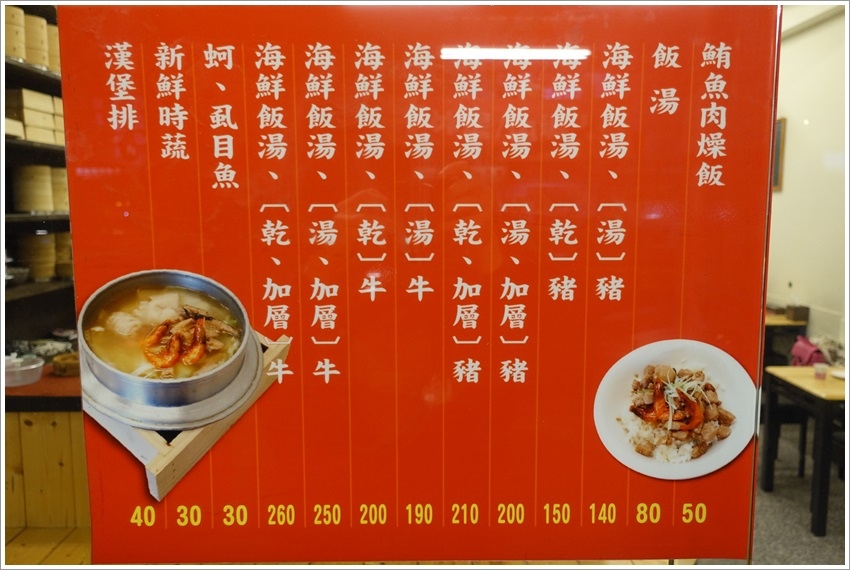 鮪魚肉燥飯 50
飯湯 80
海鮮飯湯、〔湯〕豬 140
海鮮飯湯、〔乾〕豬 150
海鮮飯湯、〔湯、加層〕豬 200
海鮮飯湯、〔乾、加層〕豬 210
海鮮飯湯、〔湯〕牛 190
海鮮飯湯、〔乾〕牛 200
海鮮飯湯、〔湯、加層〕牛 250
海鮮飯湯、〔乾、加層〕牛 260
蚵、虱目魚 30
新鮮時蔬 30
漢堡排 40